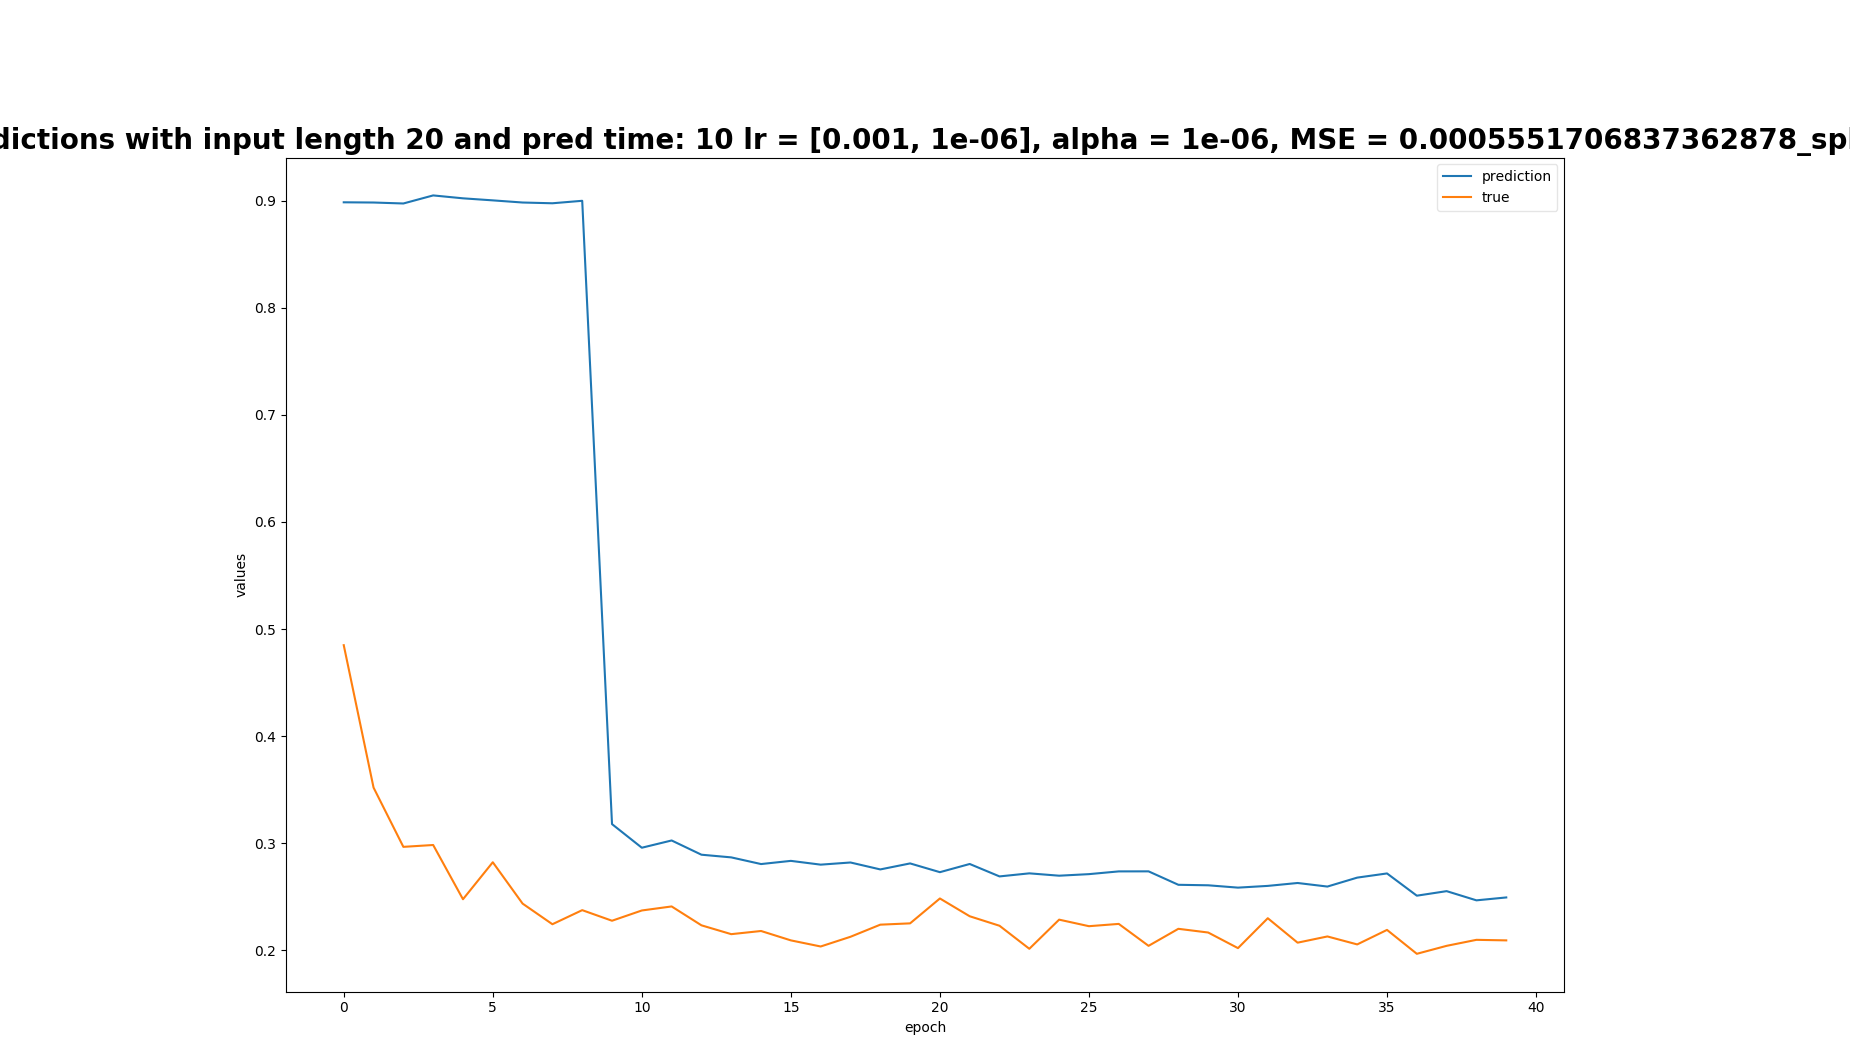 dictions with input length 20 and pred time: 10 lr = [0.001, 1e-06], alpha = 1e-06, MSE = 0.0005551706837362878_spl
prediction
true
0.9
0.8
0.7
0.6
0.5
0.4
0.3
0.2
values
0 5 10 15 20 25 30 35 40
epoch